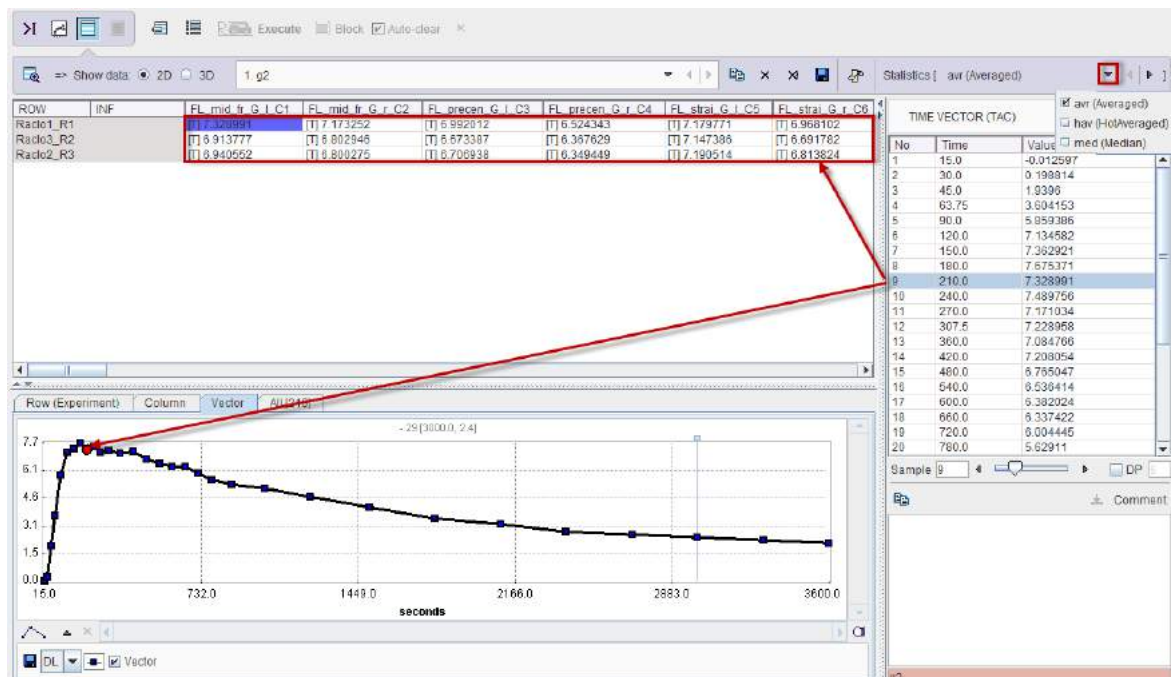 Execute Block Auto-clear
=> Show data: 2D 3D 1. g2 Statistics [ avr (Averaged) ]
avr (Averaged)
hav (HotAveraged)
med (Median)
ROW INF FL_mid_fr_G_l_C1 FL_mid_fr_G_r_C2 FL_precen_G_l_C3 FL_precen_G_r_C4 FL_strai_G_l_C5 FL_strai_G_r_C6
Raclo1_R1 [T] 7.328991 [T] 7.173252 [T] 6.992012 [T] 6.524343 [T] 7.179771 [T] 6.968102
Raclo3_R2 [T] 6.913777 [T] 6.802946 [T] 6.673387 [T] 6.367629 [T] 7.147386 [T] 6.691782
Raclo2_R3 [T] 6.940552 [T] 6.800275 [T] 6.706938 [T] 6.349449 [T] 7.190514 [T] 6.813824
TIME VECTOR (TAC)
No Time Value
1 15.0 -0.012597
2 30.0 0.198814
3 45.0 1.9396
4 63.75 3.604153
5 90.0 5.859386
6 120.0 7.134582
7 150.0 7.362921
8 180.0 7.675371
9 210.0 7.328991
10 240.0 7.489756
11 270.0 7.171034
12 307.5 7.228958
13 360.0 7.084766
14 420.0 7.208054
15 480.0 6.765047
16 540.0 6.536414
17 600.0 6.382024
18 660.0 6.337422
19 720.0 6.004445
20 780.0 5.62911
Sample 9 DP
Comment
Row (Experiment) Column Vector All
- 29 [3000.0, 2.4]
7.7
6.1
4.6
3.1
1.5
0.0
15.0 732.0 1449.0 2166.0 2883.0 3600.0
seconds
DL Vector